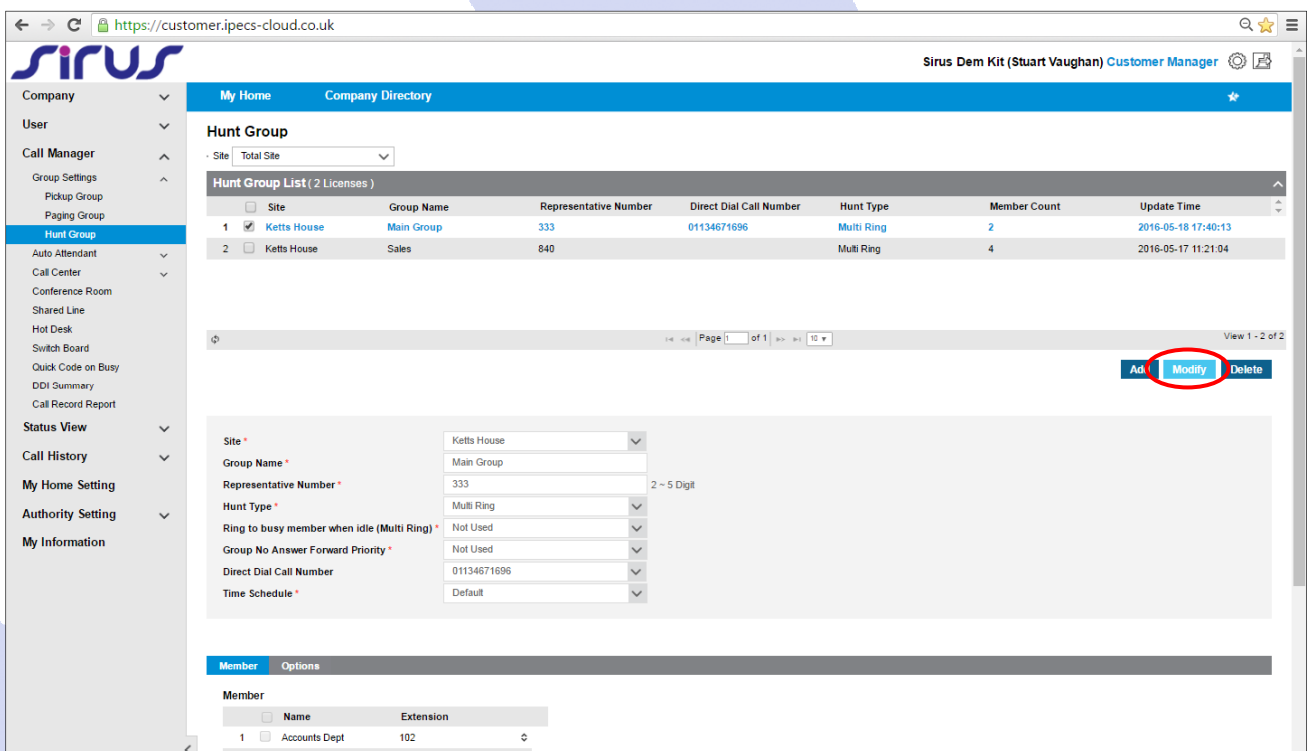 https://customer.ipecs-cloud.co.uk
sirus
Sirus Dem Kit (Stuart Vaughan) Customer Manager
Company
My Home Company Directory
User
Hunt Group
Call Manager
· Site Total Site
Group Settings
Hunt Group List ( 2 Licenses )
Pickup Group
Site Group Name Representative Number Direct Dial Call Number Hunt Type Member Count Update Time
Paging Group
1 Ketts House Main Group 333 01134671696 Multi Ring 2 2016-05-18 17:40:13
Hunt Group
2 Ketts House Sales 840 Multi Ring 4 2016-05-17 11:21:04
Auto Attendant
Call Center
Conference Room
Shared Line
Hot Desk
Page 1 of 1 10 View 1 - 2 of 2
Switch Board
Quick Code on Busy
Add Modify Delete
DDI Summary
Call Record Report
Status View
Site * Ketts House
Call History
Group Name * Main Group
My Home Setting
Representative Number * 333 2 ~ 5 Digit
Hunt Type * Multi Ring
Authority Setting
Ring to busy member when idle (Multi Ring) * Not Used
My Information
Group No Answer Forward Priority * Not Used
Direct Dial Call Number 01134671696
Time Schedule * Default
Member Options
Member
Name Extension
1 Accounts Dept 102